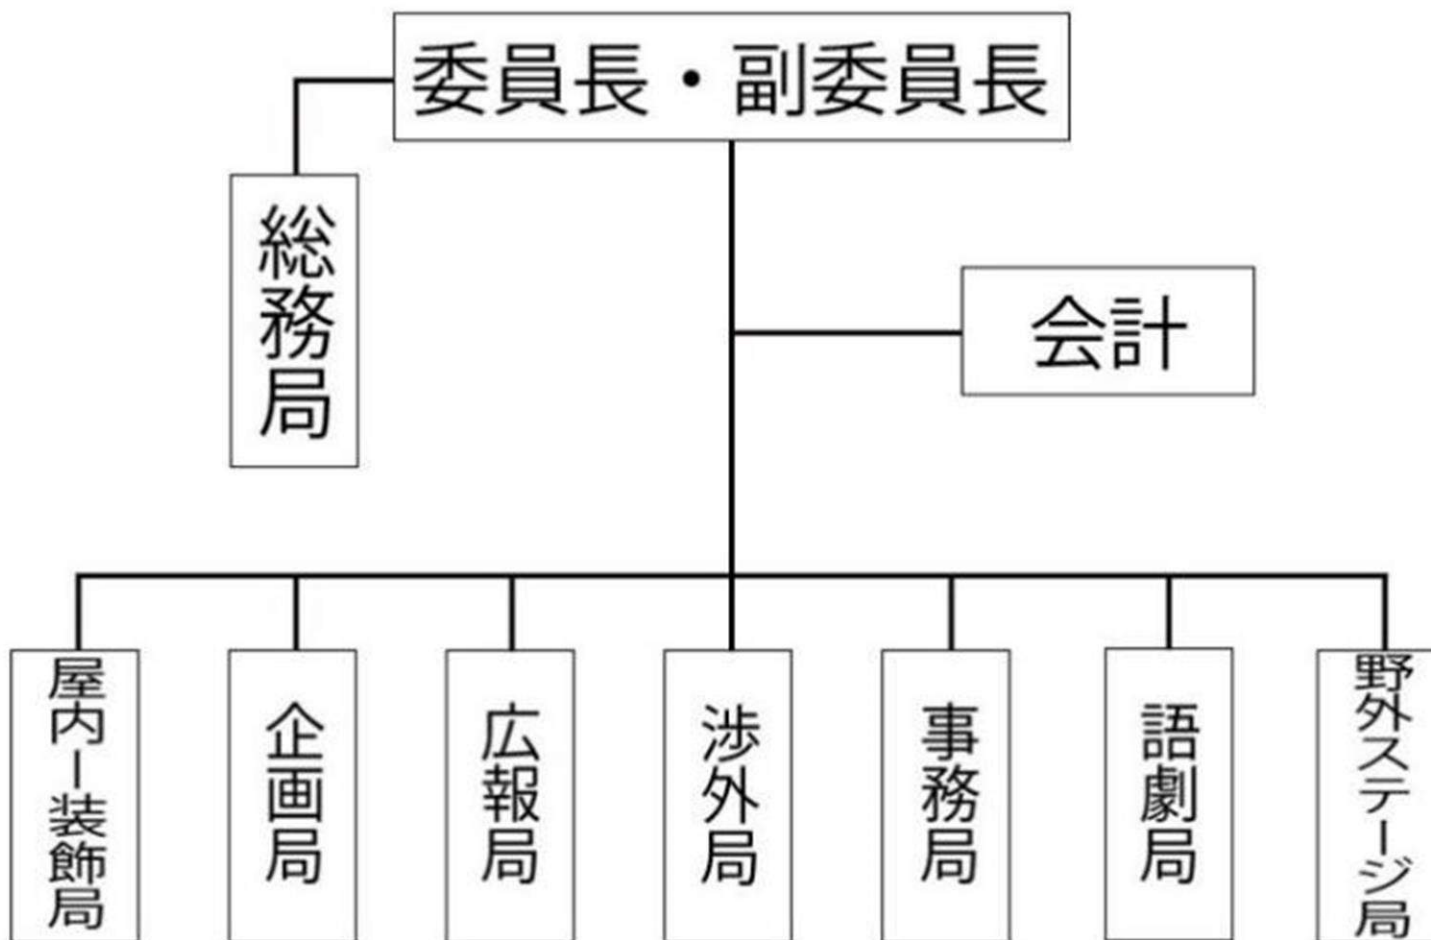 委員長・副委員長
総務局
会計
屋内ー装飾局
企画局
広報局
渉外局
事務局
語劇局
野外ステージ局